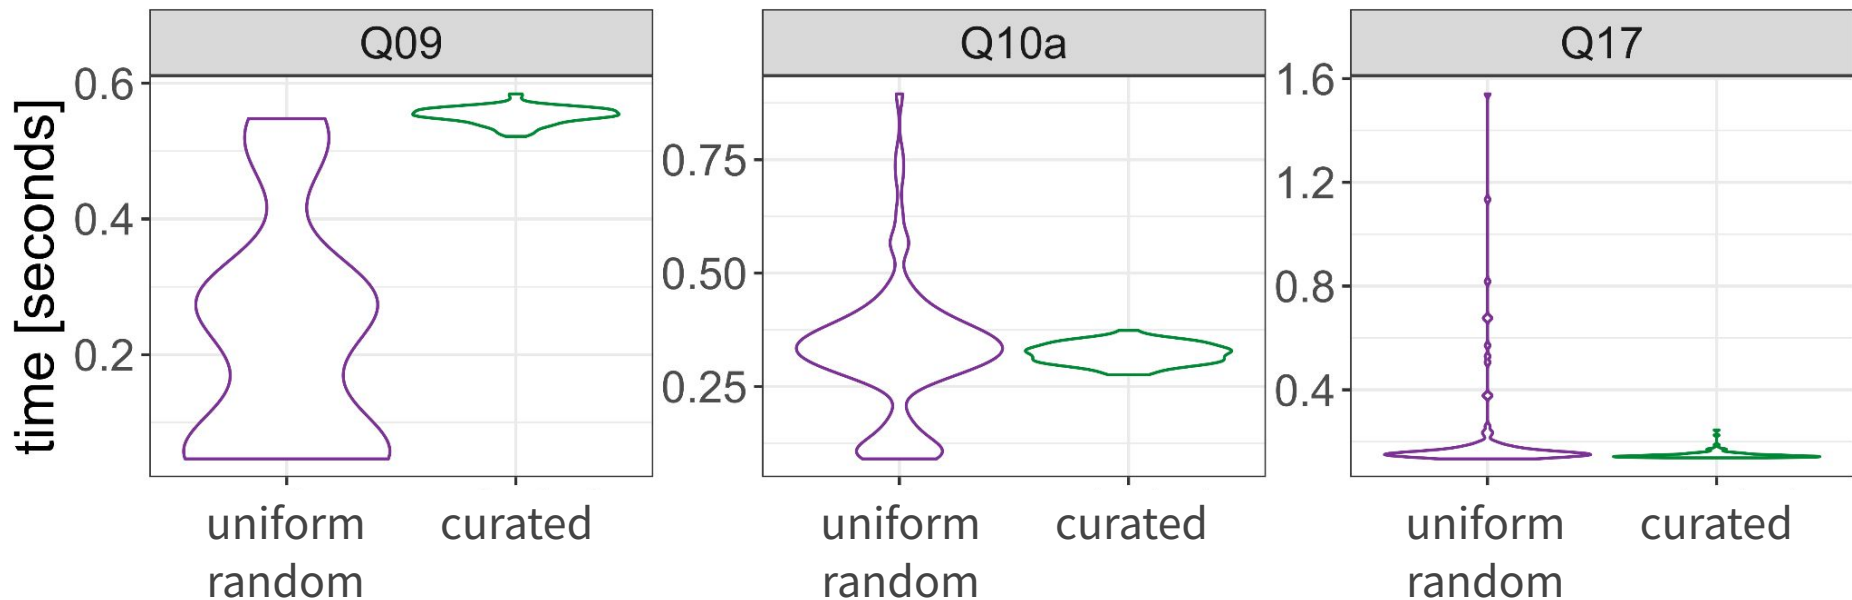 Q09
Q10a
Q17
time [seconds]
0.6
0.4
0.2
0.75
0.50
0.25
1.6
1.2
0.8
0.4
uniform
random
curated
uniform
random
curated
uniform
random
curated